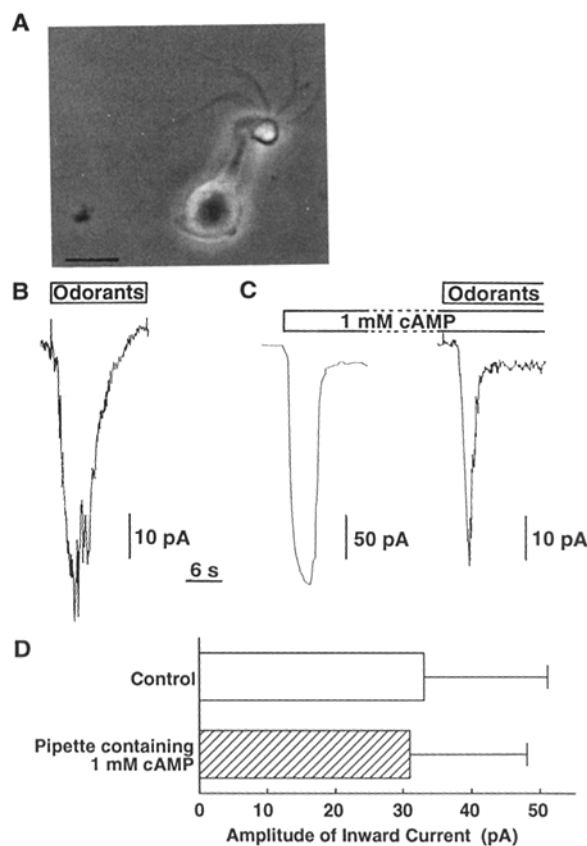 A
B
Odorants
C
Odorants
1 mM cAMP
10 pA
50 pA
10 pA
6 s
D
Control
Pipette containing
1 mM cAMP
0 10 20 30 40 50
Amplitude of Inward Current (pA)